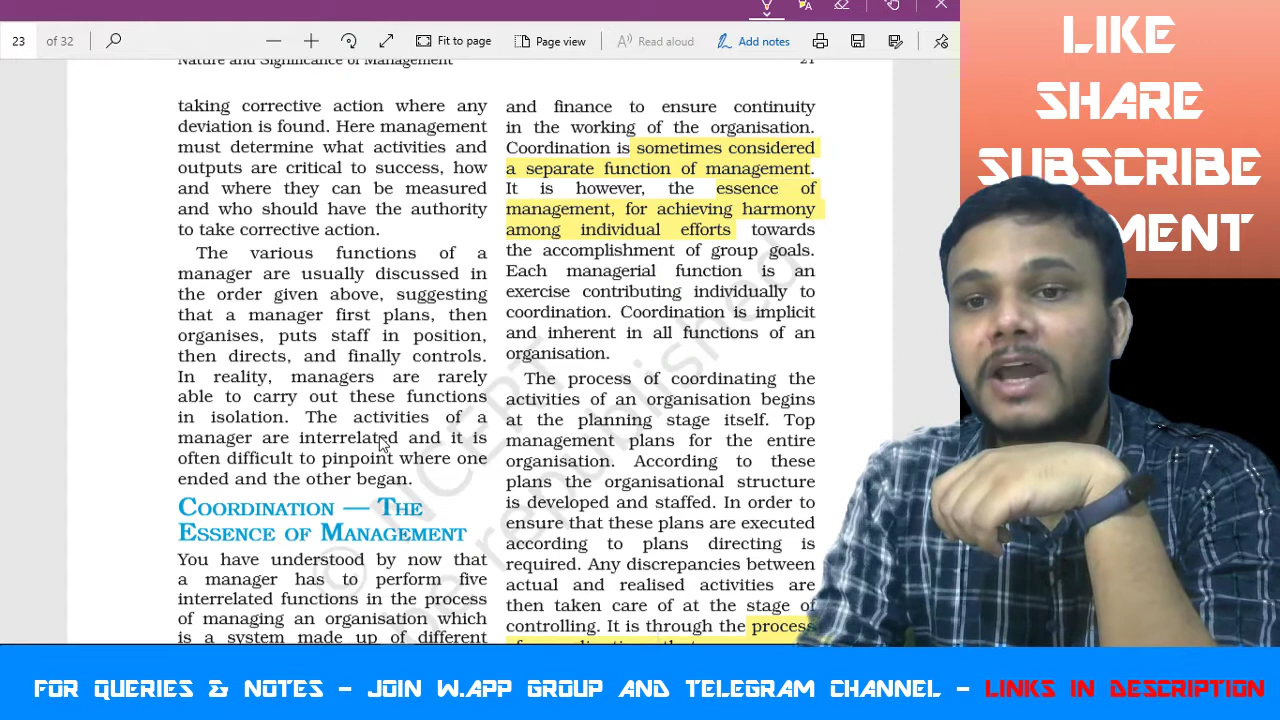 23 of 32 Fit to page Page view Read aloud Add notes
Nature and Significance of Management 21
taking corrective action where any
deviation is found. Here management
must determine what activities and
outputs are critical to success, how
and where they can be measured
and who should have the authority
to take corrective action.
The various functions of a
manager are usually discussed in
the order given above, suggesting
that a manager first plans, then
organises, puts staff in position,
then directs, and finally controls.
In reality, managers are rarely
able to carry out these functions
in isolation. The activities of a
manager are interrelated and it is
often difficult to pinpoint where one
ended and the other began.
COORDINATION — THE
ESSENCE OF MANAGEMENT
You have understood by now that
a manager has to perform five
interrelated functions in the process
of managing an organisation which
is a system made up of different
and finance to ensure continuity
in the working of the organisation.
Coordination is sometimes considered
a separate function of management.
It is however, the essence of
management, for achieving harmony
among individual efforts towards
the accomplishment of group goals.
Each managerial function is an
exercise contributing individually to
coordination. Coordination is implicit
and inherent in all functions of an
organisation.
The process of coordinating the
activities of an organisation begins
at the planning stage itself. Top
management plans for the entire
organisation. According to these
plans the organisational structure
is developed and staffed. In order to
ensure that these plans are executed
according to plans directing is
required. Any discrepancies between
actual and realised activities are
then taken care of at the stage of
controlling. It is through the process
© NCERT
be republished
LIKE
SHARE
SUBSCRIBE
MENT
FOR QUERIES & NOTES - JOIN W.APP GROUP AND TELEGRAM CHANNEL - LINKS IN DESCRIPTION